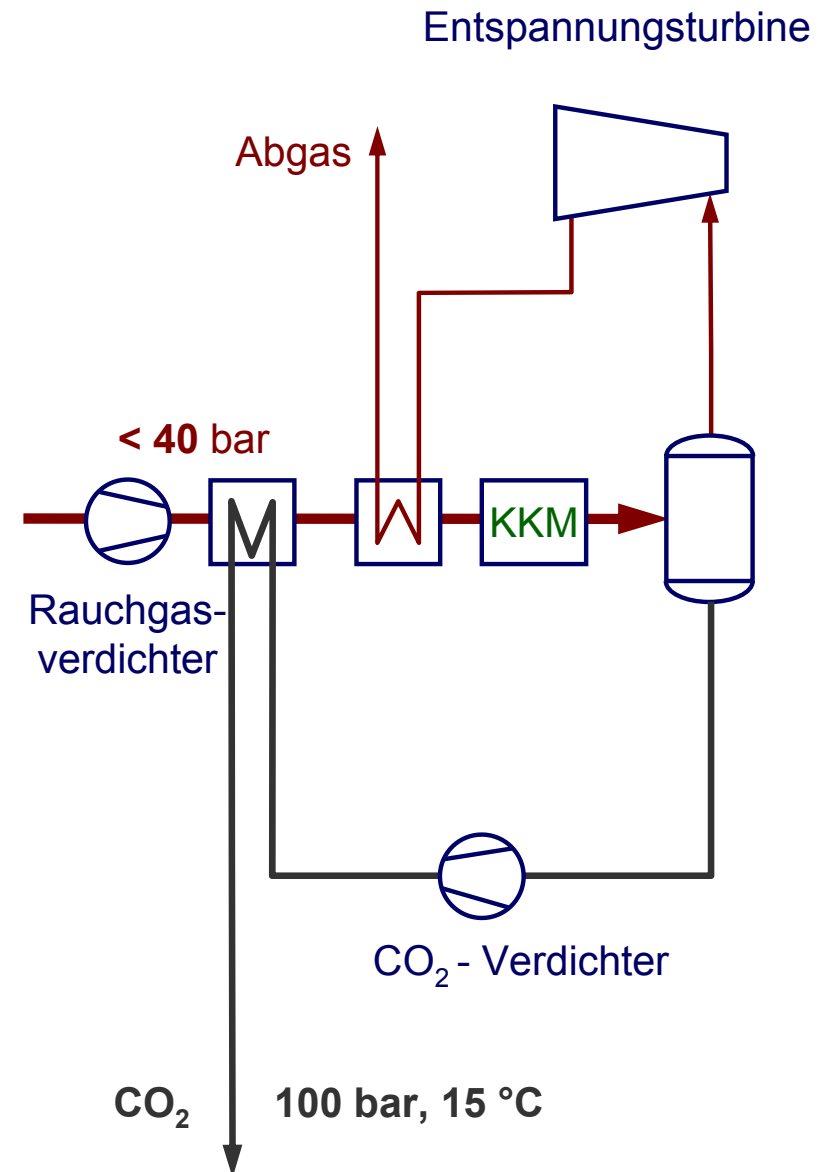 Entspannungsturbine
Abgas
< 40 bar
KKM
Rauchgas-
verdichter
CO₂ - Verdichter
CO₂ 100 bar, 15 °C